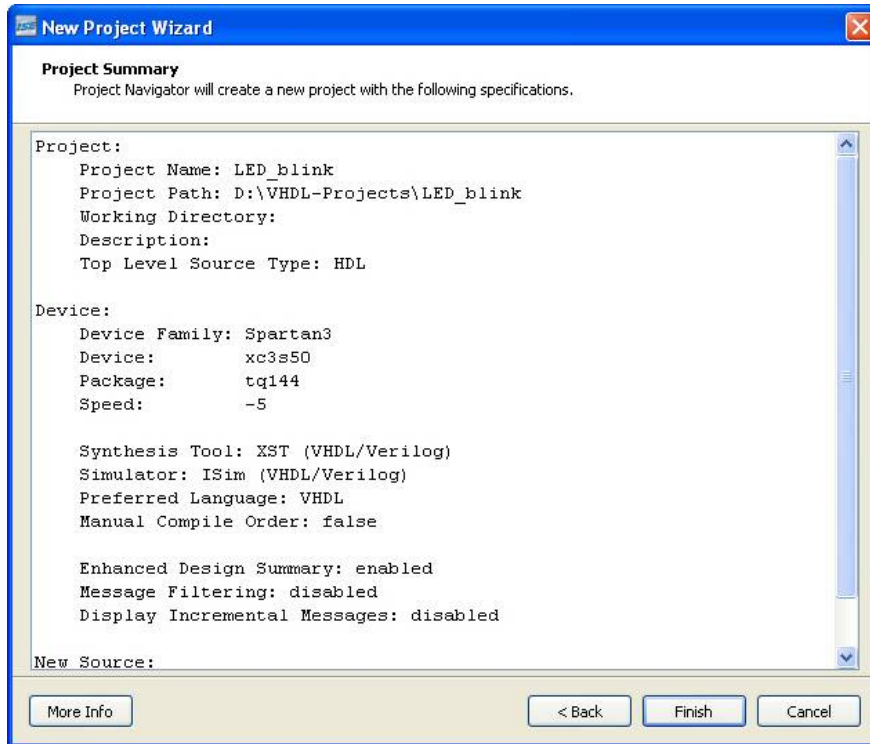 ISE New Project Wizard
Project Summary
Project Navigator will create a new project with the following specifications.
Project:
Project Name: LED_blink
Project Path: D:\VHDL-Projects\LED_blink
Working Directory:
Description:
Top Level Source Type: HDL
Device:
Device Family: Spartan3
Device: xc3s50
Package: tq144
Speed: -5
Synthesis Tool: XST (VHDL/Verilog)
Simulator: ISim (VHDL/Verilog)
Preferred Language: VHDL
Manual Compile Order: false
Enhanced Design Summary: enabled
Message Filtering: disabled
Display Incremental Messages: disabled
New Source:
More Info < Back Finish Cancel